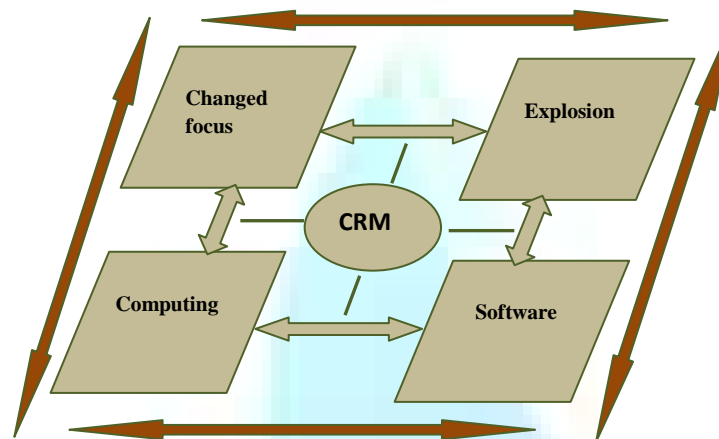 Changed
focus
Explosion
CRM
Computing
Software